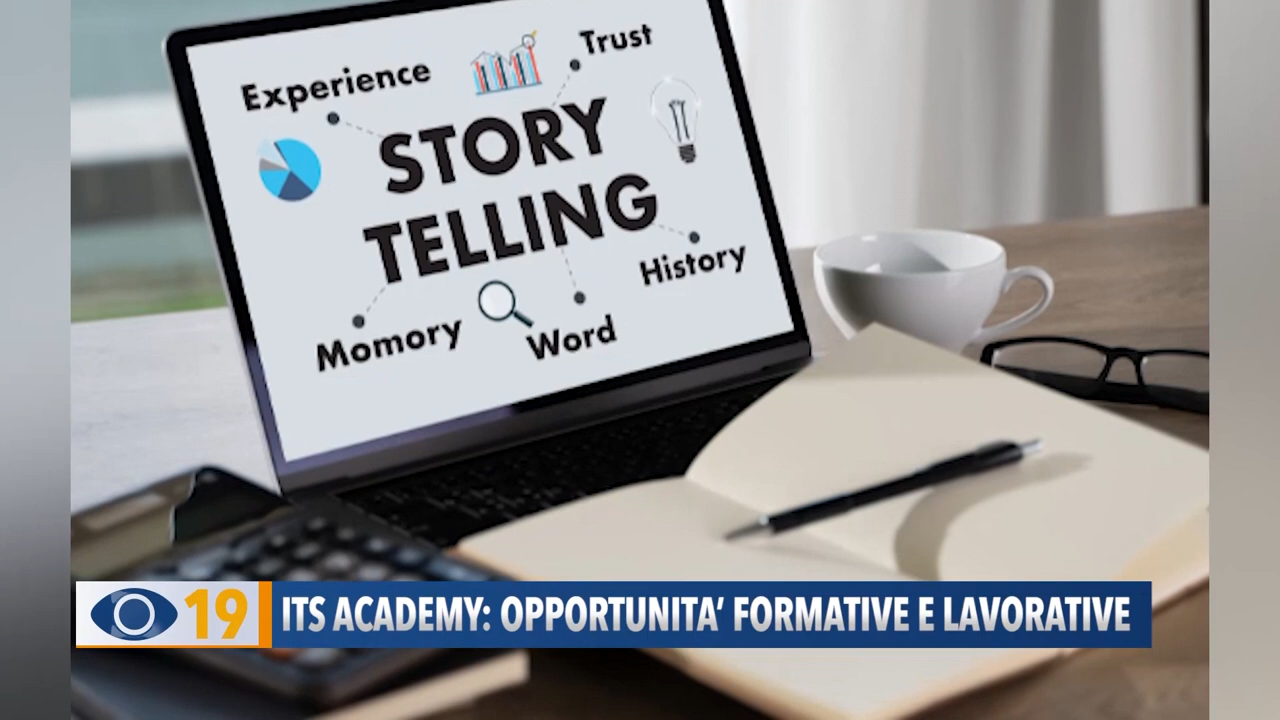 Experience
Trust
STORY
TELLING
History
Momory
Word
19
ITS ACADEMY: OPPORTUNITA’ FORMATIVE E LAVORATIVE